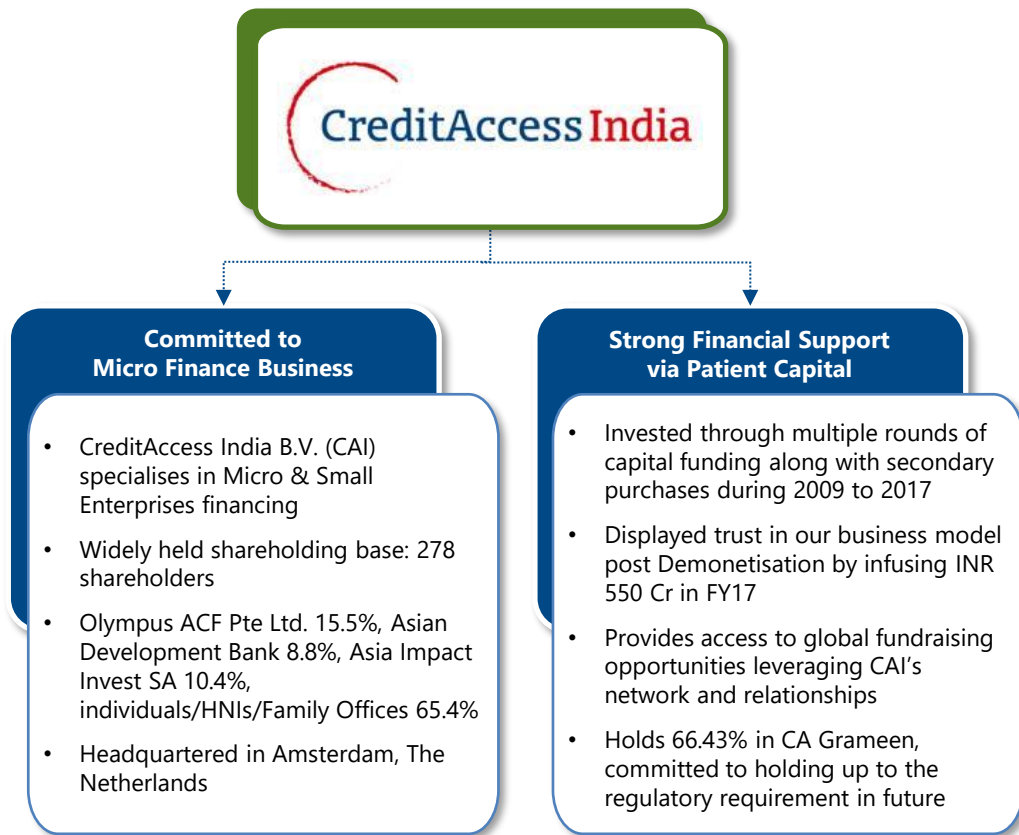 CreditAccess India
Committed to
Micro Finance Business
• CreditAccess India B.V. (CAI)
specialises in Micro & Small
Enterprises financing
• Widely held shareholding base: 278
shareholders
• Olympus ACF Pte Ltd. 15.5%, Asian
Development Bank 8.8%, Asia Impact
Invest SA 10.4%,
individuals/HNIs/Family Offices 65.4%
• Headquartered in Amsterdam, The
Netherlands
Strong Financial Support
via Patient Capital
• Invested through multiple rounds of
capital funding along with secondary
purchases during 2009 to 2017
• Displayed trust in our business model
post Demonetisation by infusing INR
550 Cr in FY17
• Provides access to global fundraising
opportunities leveraging CAI’s
network and relationships
• Holds 66.43% in CA Grameen,
committed to holding up to the
regulatory requirement in future